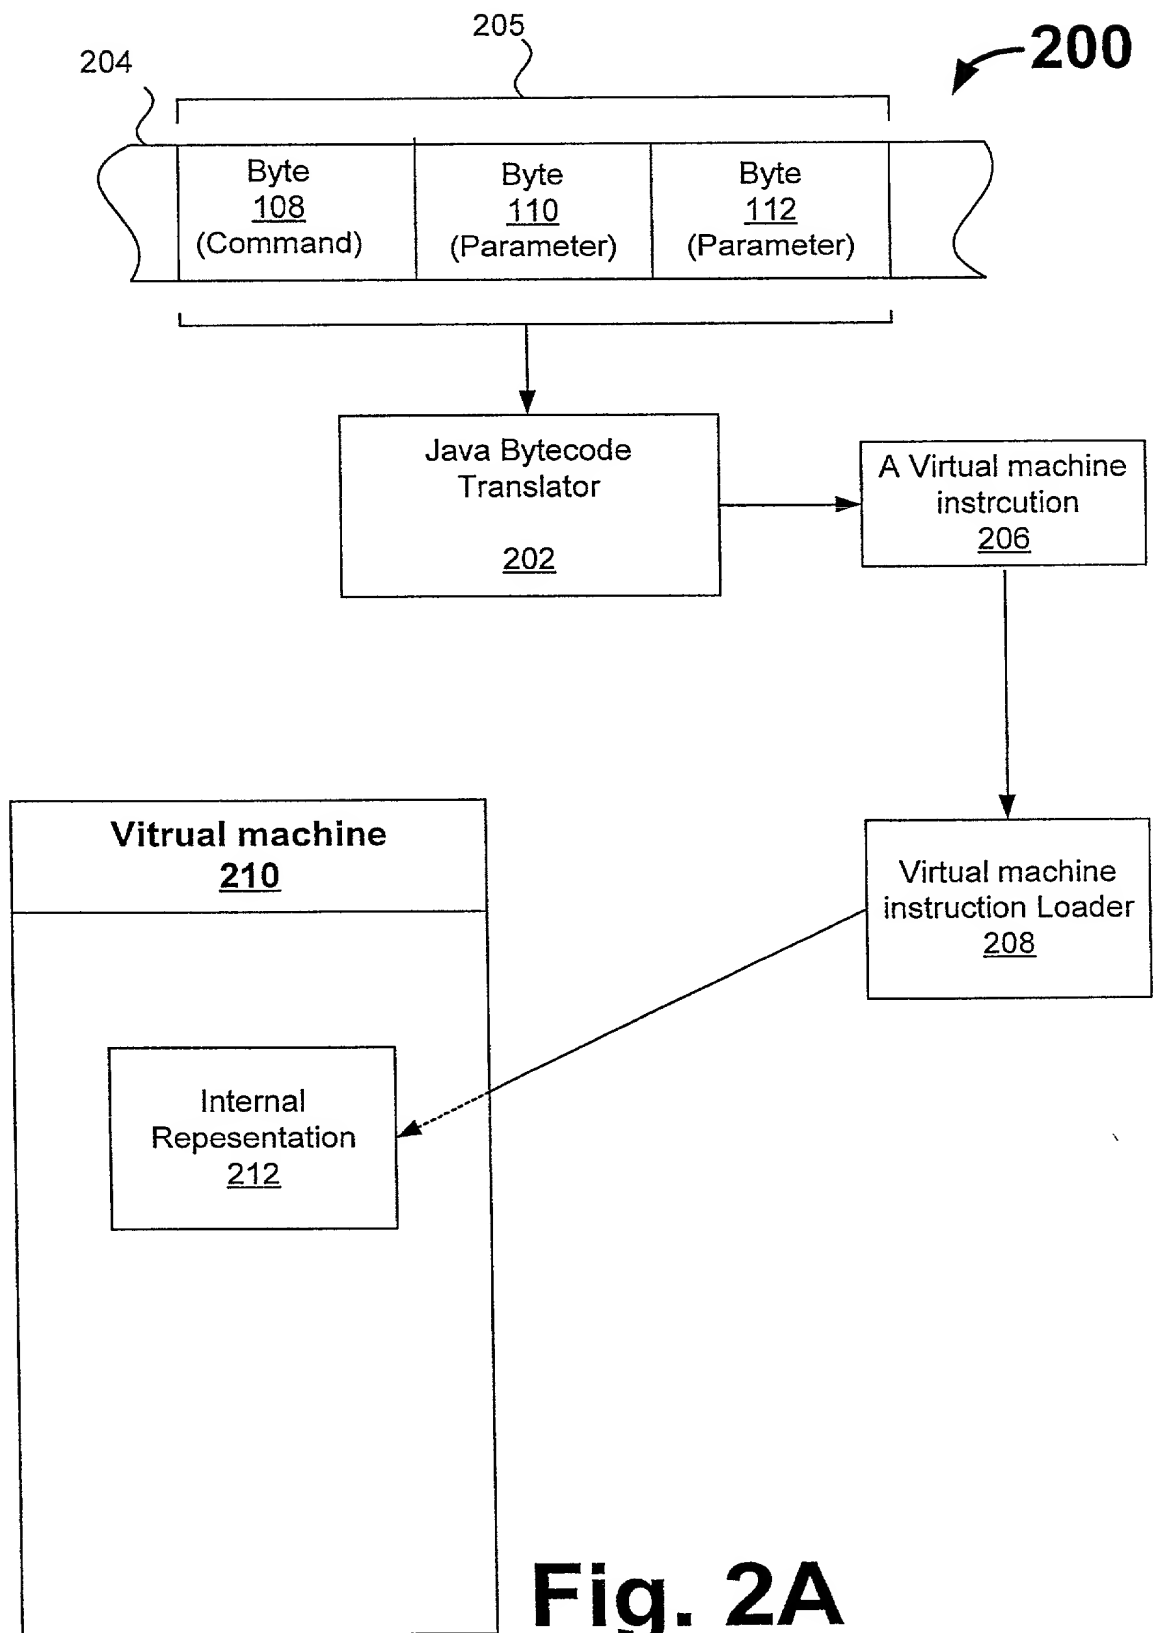 205
200
204
Byte
108
(Command)
Byte
110
(Parameter)
Byte
112
(Parameter)
Java Bytecode
Translator
202
A Virtual machine
instrcution
206
Vitrual machine
210
Virtual machine
instruction Loader
208
Internal
Repesentation
212
Fig. 2A